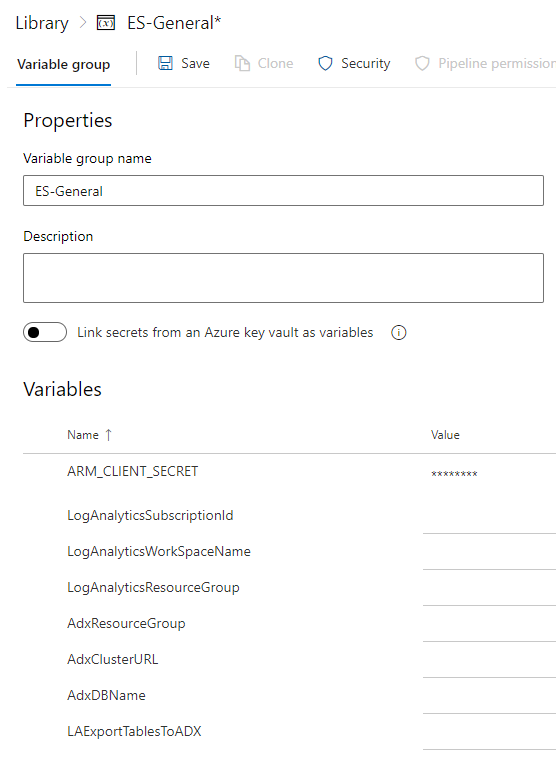 Library > ES-General*
Variable group Save Clone Security Pipeline permission
Properties
Variable group name
ES-General
Description
Link secrets from an Azure key vault as variables
Variables
Name ↑ Value
ARM_CLIENT_SECRET ********
LogAnalyticsSubscriptionId
LogAnalyticsWorkSpaceName
LogAnalyticsResourceGroup
AdxResourceGroup
AdxClusterURL
AdxDBName
LAExportTablesToADX